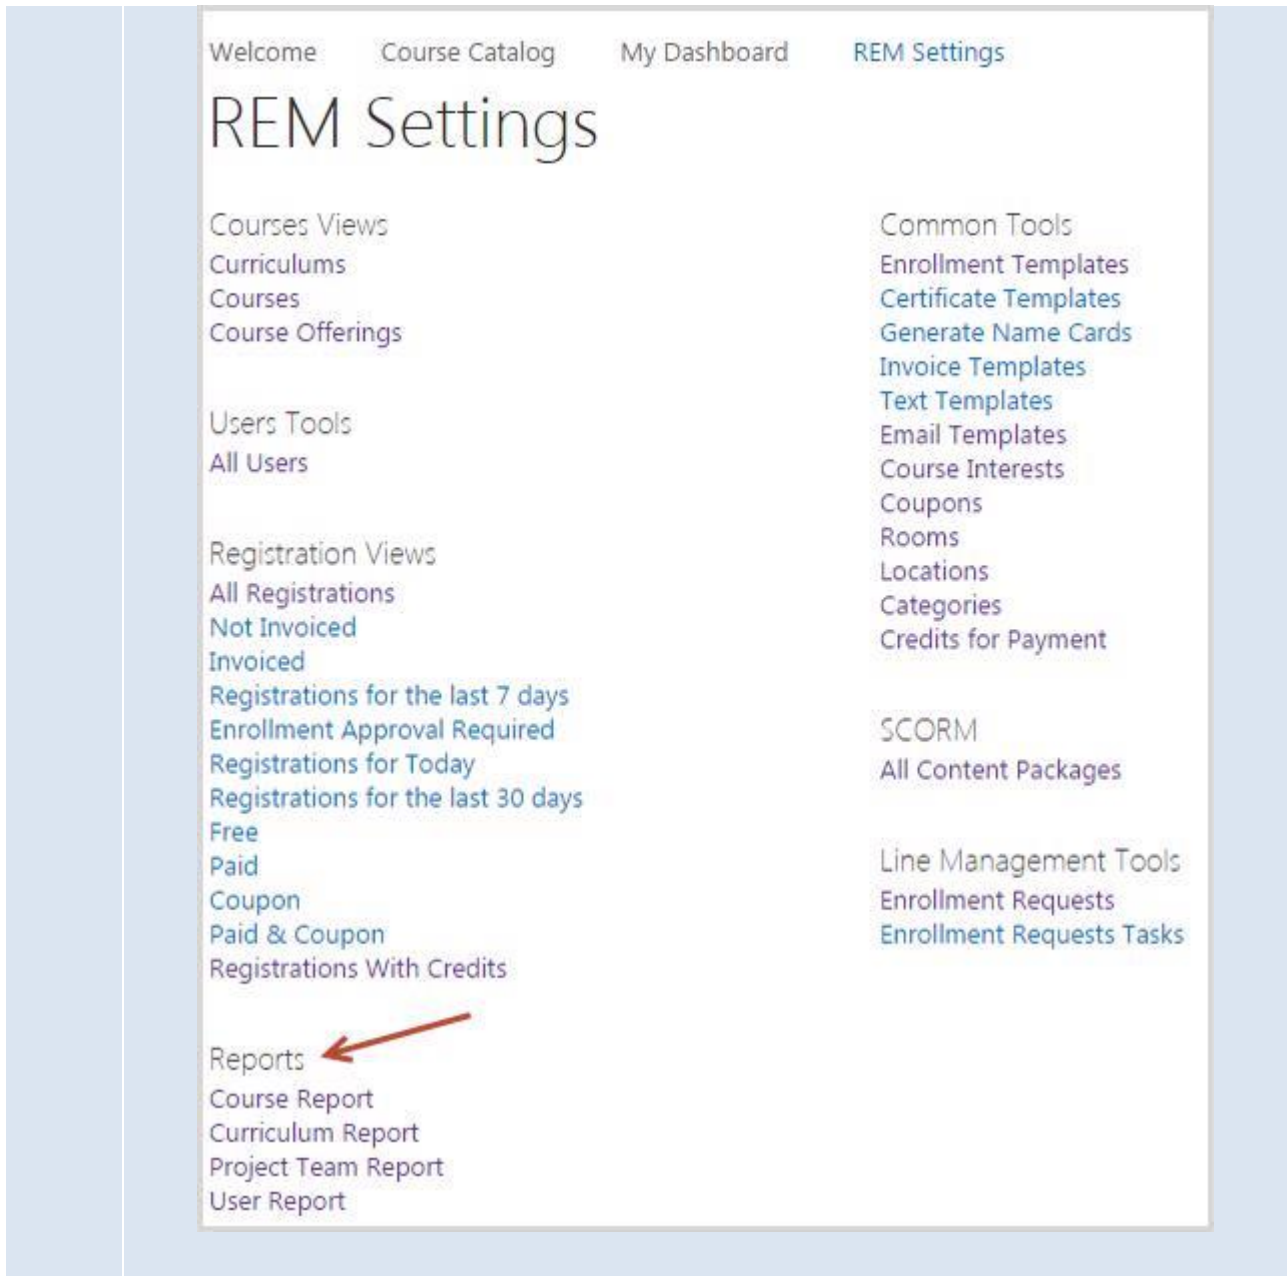 Welcome Course Catalog My Dashboard REM Settings
REM Settings
Courses Views
Curriculums
Courses
Course Offerings
Users Tools
All Users
Registration Views
All Registrations
Not Invoiced
Invoiced
Registrations for the last 7 days
Enrollment Approval Required
Registrations for Today
Registrations for the last 30 days
Free
Paid
Coupon
Paid & Coupon
Registrations With Credits
Reports
Course Report
Curriculum Report
Project Team Report
User Report
Common Tools
Enrollment Templates
Certificate Templates
Generate Name Cards
Invoice Templates
Text Templates
Email Templates
Course Interests
Coupons
Rooms
Locations
Categories
Credits for Payment
SCORM
All Content Packages
Line Management Tools
Enrollment Requests
Enrollment Requests Tasks